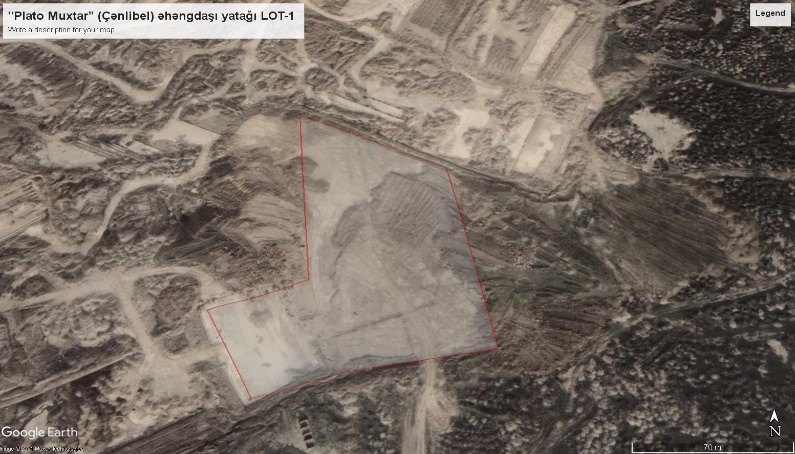 "Plato Muxtar" (Çənlibel) əhəngdaşı yatağı LOT-1
Write a description for your map.
Legend
Google Earth
N
70 m